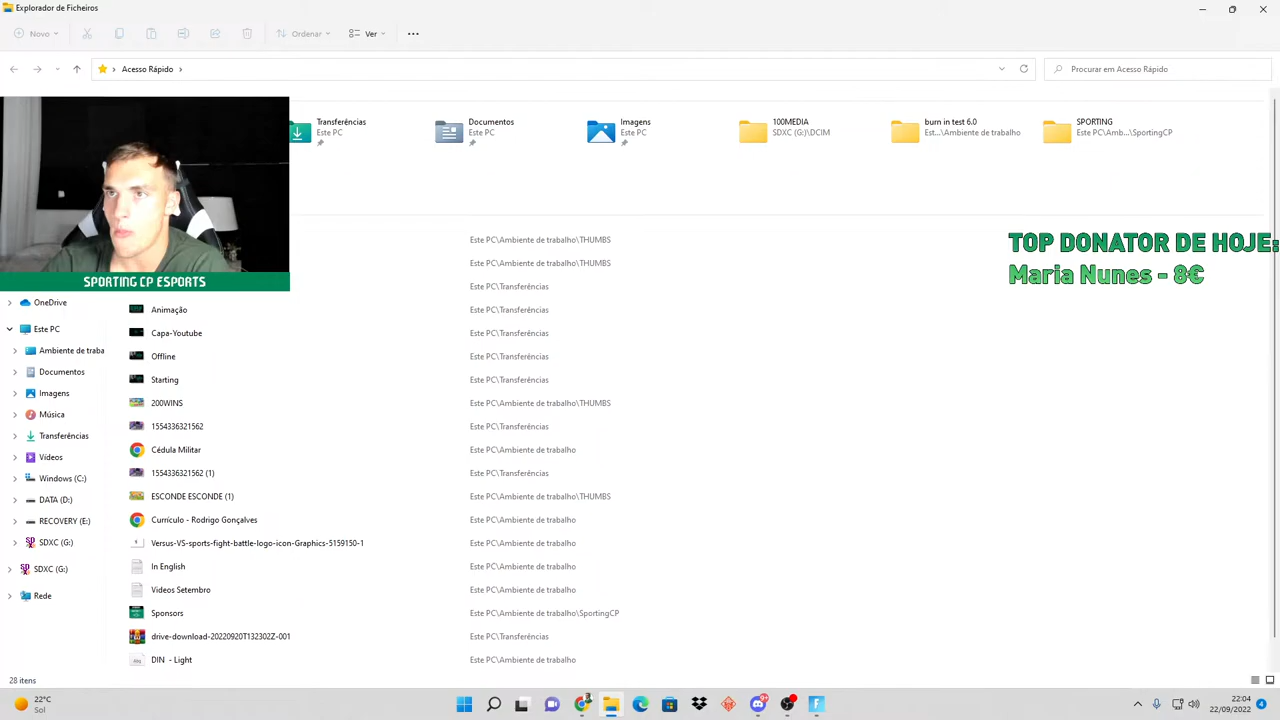 Explorador de Ficheiros
Novo
Ordenar
Ver
Acesso Rápido
Procurar em Acesso Rápido
Transferências
Este PC
Documentos
Este PC
Imagens
Este PC
100MEDIA
SDXC (G:)\DCIM
burn in test 6.0
Est...\Ambiente de trabalho
SPORTING
Este PC\Amb...\SportingCP
Este PC\Ambiente de trabalho\THUMBS
TOP DONATOR DE HOJE:
Este PC\Ambiente de trabalho\THUMBS
Maria Nunes - 8€
SPORTING CP ESPORTS
Este PC\Transferências
OneDrive
Este PC
Ambiente de traba
Documentos
Imagens
Música
Transferências
Vídeos
Windows (C:)
DATA (D:)
RECOVERY (E:)
SDXC (G:)
SDXC (G:)
Rede
Animação Este PC\Transferências
Capa-Youtube Este PC\Transferências
Offline Este PC\Transferências
Starting Este PC\Transferências
200WINS Este PC\Ambiente de trabalho\THUMBS
1554336321562 Este PC\Transferências
Cédula Militar Este PC\Ambiente de trabalho
1554336321562 (1) Este PC\Transferências
ESCONDE ESCONDE (1) Este PC\Ambiente de trabalho\THUMBS
Currículo - Rodrigo Gonçalves Este PC\Ambiente de trabalho
Versus-VS-sports-fight-battle-logo-icon-Graphics-5159150-1 Este PC\Ambiente de trabalho
In English Este PC\Ambiente de trabalho
Videos Setembro Este PC\Ambiente de trabalho
Sponsors Este PC\Ambiente de trabalho\SportingCP
drive-download-20220920T132302Z-001 Este PC\Transferências
DIN - Light Este PC\Ambiente de trabalho
28 itens
22°C
Sol
22:04
22/09/2022